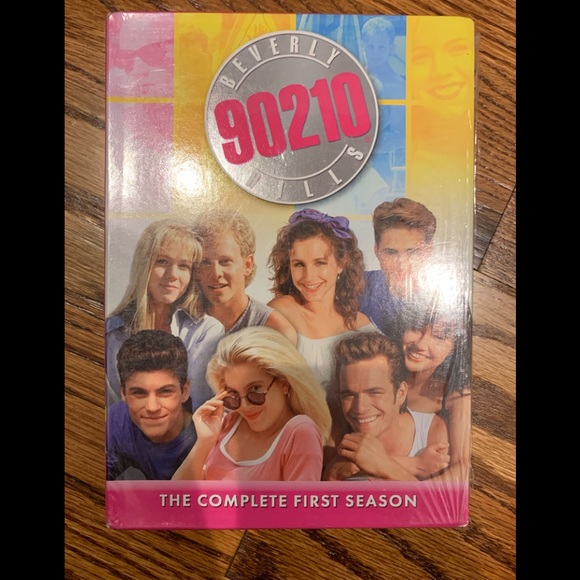 BEVERLY
90210
HILLS
THE COMPLETE FIRST SEASON